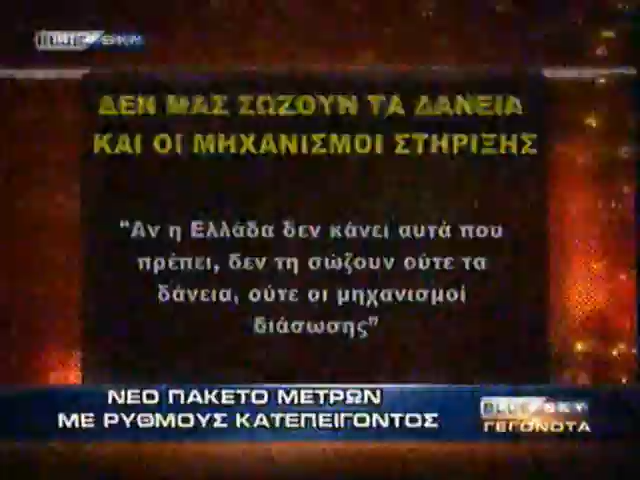 BLUE SKY
ΔΕΝ ΜΑΣ ΣΩΖΟΥΝ ΤΑ ΔΑΝΕΙΑ
ΚΑΙ ΟΙ ΜΗΧΑΝΙΣΜΟΙ ΣΤΗΡΙΞΗΣ
"Αν η Ελλάδα δεν κάνει αυτά που
πρέπει, δεν τη σώζουν ούτε τα
δάνεια, ούτε οι μηχανισμοί
διάσωσης"
ΝΕΟ ΠΑΚΕΤΟ ΜΕΤΡΩΝ
ΜΕ ΡΥΘΜΟΥΣ ΚΑΤΕΠΕΙΓΟΝΤΟΣ
BLUE SKY
ΓΕΓΟΝΟΤΑ